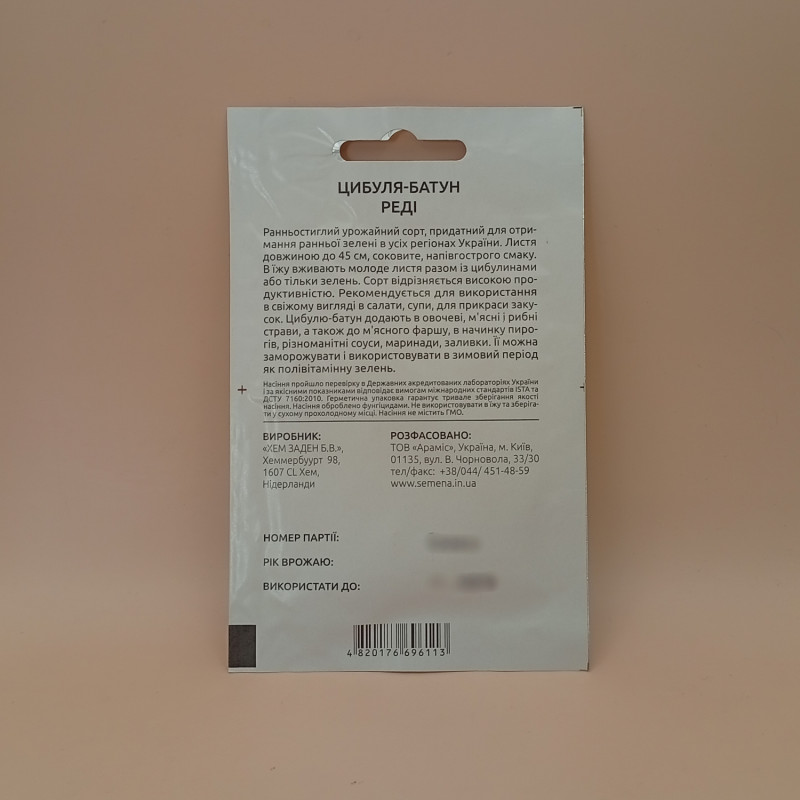 ЦИБУЛЯ-БАТУН
РЕДІ
Ранньостиглий урожайний сорт, придатний для отри-
мання ранньої зелені в усіх регіонах України. Листя
довжиною до 45 см, соковите, напівгострого смаку.
В їжу вживають молоде листя разом із цибулинами
або тільки зелень. Сорт відрізняється високою про-
дуктивністю. Рекомендується для використання
в свіжому вигляді в салати, супи, для прикраси заку-
сок. Цибулю-батун додають в овочеві, м'ясні і рибні
страви, а також до м'ясного фаршу, в начинку пиро-
гів, різноманітні соуси, маринади, заливки. Її можна
заморожувати і використовувати в зимовий період
як полівітамінну зелень.
Насіння пройшло перевірку в Державних акредитованих лабораторіях України
і за якісними показниками відповідає вимогам міжнародних стандартів ISTA та
ДСТУ 7160:2010. Герметична упаковка гарантує тривале зберігання якості
насіння. Насіння оброблено фунгіцидами. Не використовувати в їжу та зберіга-
ти у сухому прохолодному місці. Насіння не містить ГМО.
ВИРОБНИК:
«ХЕМ ЗАДЕН Б.В.»,
Хеммербуурт 98,
1607 CL Хем,
Нідерланди
РОЗФАСОВАНО:
ТОВ «Араміс», Україна, м. Київ,
01135, вул. В. Чорновола, 33/30
тел/факс: +38/044/ 451-48-59
www.semena.in.ua
НОМЕР ПАРТІЇ:
РІК ВРОЖАЮ:
ВИКОРИСТАТИ ДО:
4 820176 696113